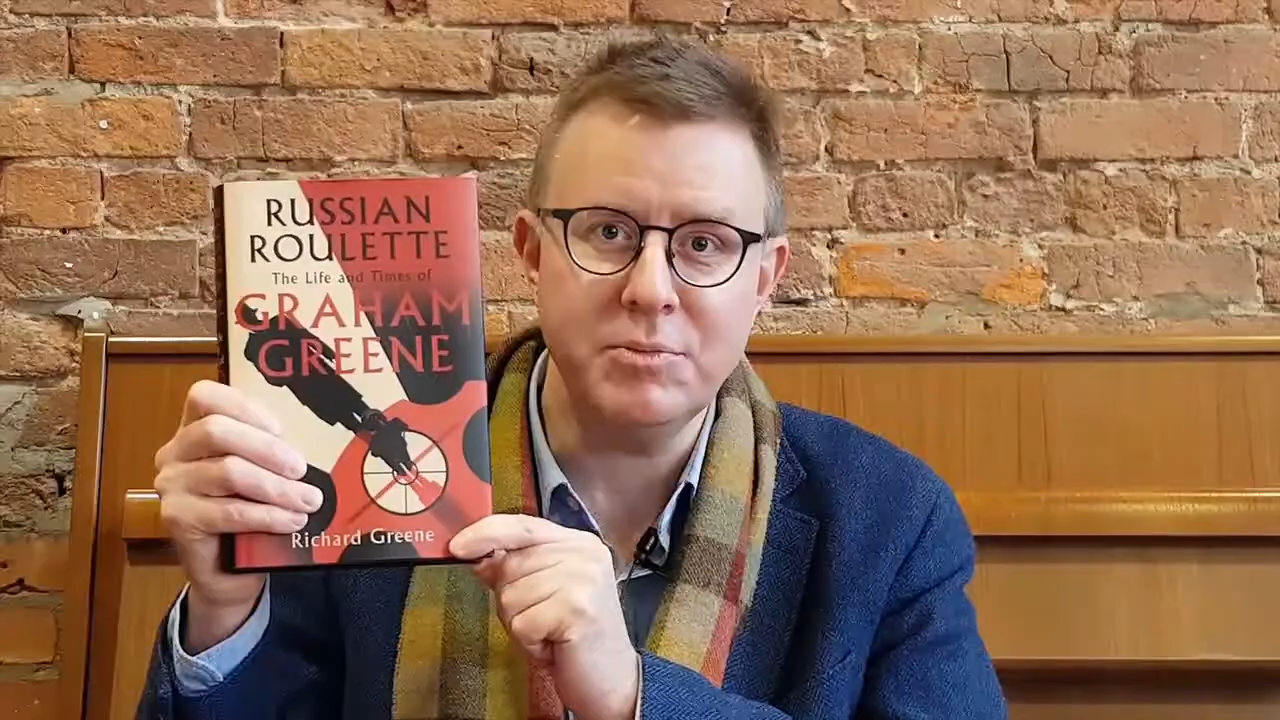 RUSSIAN
ROULETTE
The Life and Times of
GRAHAM
GREENE
Richard Greene